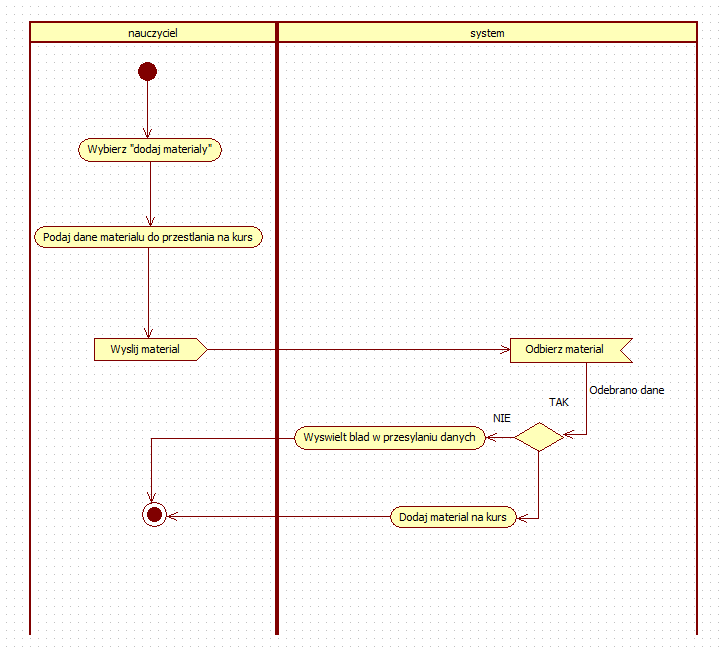 nauczyciel
system
Wybierz "dodaj materialy"
Podaj dane materialu do przestlania na kurs
Wyslij material
Odbierz material
Odebrano dane
TAK
NIE
Wyswielt blad w przesylaniu danych
Dodaj material na kurs